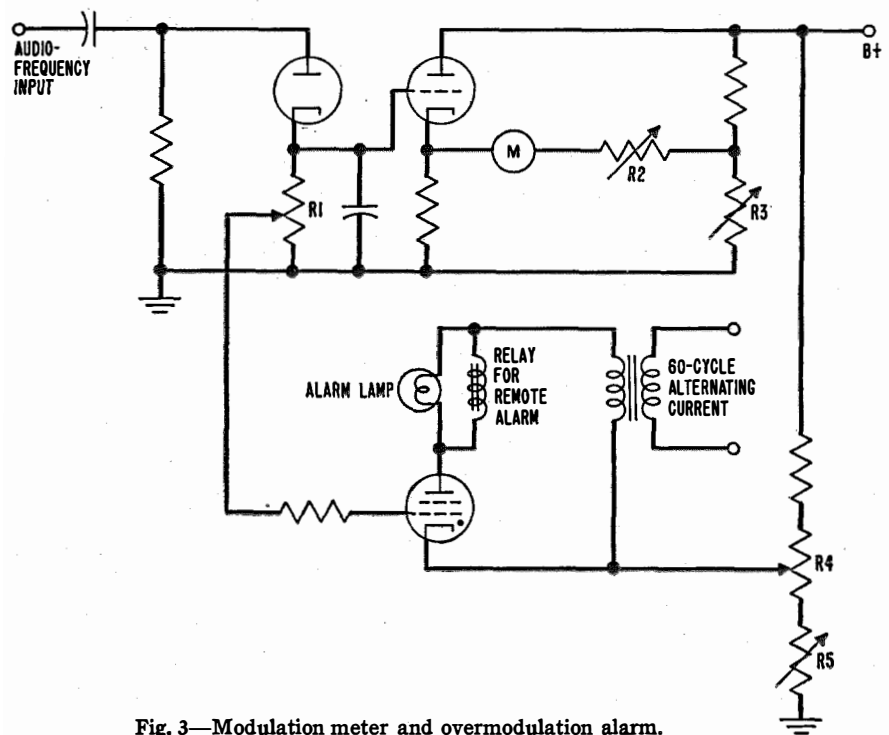 AUDIO-
FREQUENCY
INPUT
B+
M
R2
R1
R3
ALARM LAMP
RELAY
FOR
REMOTE
ALARM
60-CYCLE
ALTERNATING
CURRENT
R4
R5
Fig. 3—Modulation meter and overmodulation alarm.